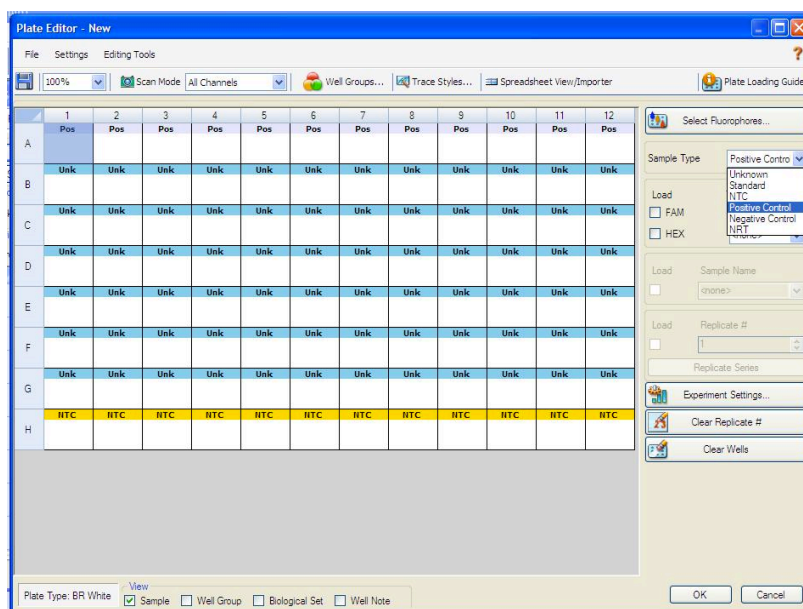 Plate Editor - New
File Settings Editing Tools ?
100% Scan Mode All Channels Well Groups... Trace Styles... Spreadsheet View/Importer Plate Loading Guide
1 2 3 4 5 6 7 8 9 10 11 12
Pos Pos Pos Pos Pos Pos Pos Pos Pos Pos Pos Pos
A
Unk Unk Unk Unk Unk Unk Unk Unk Unk Unk Unk Unk
B
Unk Unk Unk Unk Unk Unk Unk Unk Unk Unk Unk Unk
C
Unk Unk Unk Unk Unk Unk Unk Unk Unk Unk Unk Unk
D
Unk Unk Unk Unk Unk Unk Unk Unk Unk Unk Unk Unk
E
Unk Unk Unk Unk Unk Unk Unk Unk Unk Unk Unk Unk
F
Unk Unk Unk Unk Unk Unk Unk Unk Unk Unk Unk Unk
G
NTC NTC NTC NTC NTC NTC NTC NTC NTC NTC NTC NTC
H
Select Fluorophores...
Sample Type Positive Contro
Unknown
Standard
NTC
Positive Control
Negative Control
NRT
Load
FAM
HEX <none>
Load Sample Name
<none>
Load Replicate #
1
Replicate Series
Experiment Settings...
Clear Replicate #
Clear Wells
Plate Type: BR White
View
Sample Well Group Biological Set Well Note
OK Cancel